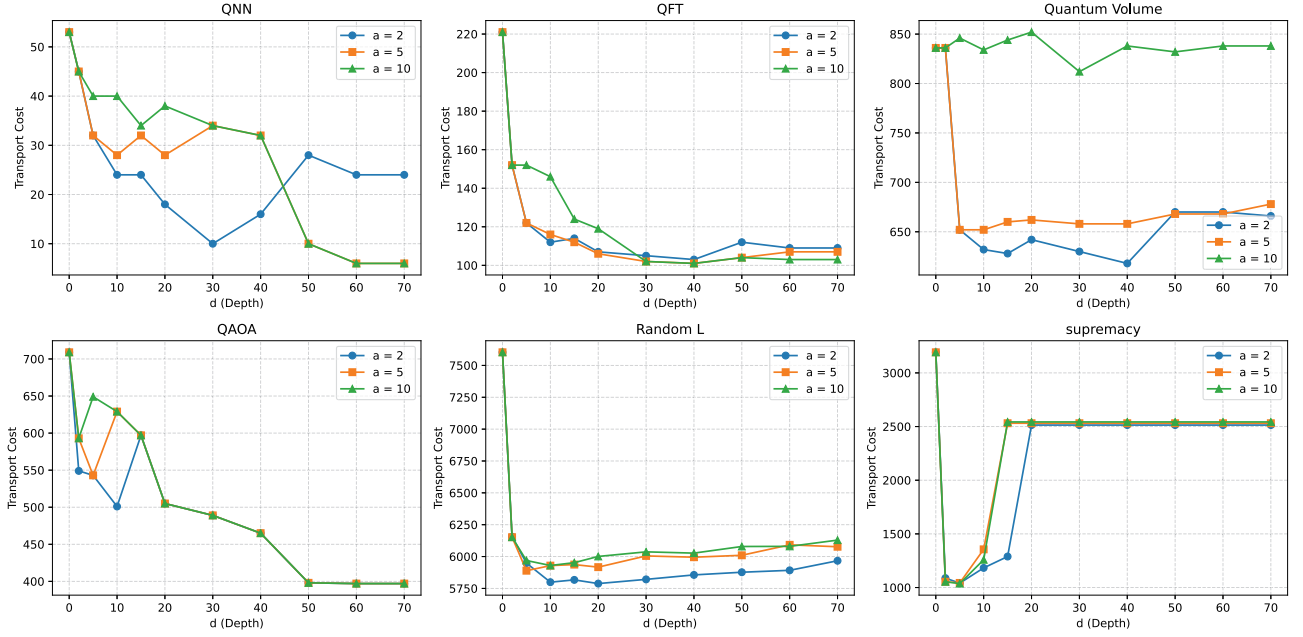 QNN
Transport Cost
50
40
30
20
10
0 10 20 30 40 50 60 70
d (Depth)
a = 2
a = 5
a = 10
QFT
Transport Cost
220
200
180
160
140
120
100
0 10 20 30 40 50 60 70
d (Depth)
a = 2
a = 5
a = 10
Quantum Volume
Transport Cost
850
800
750
700
650
0 10 20 30 40 50 60 70
d (Depth)
a = 2
a = 5
a = 10
QAOA
Transport Cost
700
650
600
550
500
450
400
0 10 20 30 40 50 60 70
d (Depth)
a = 2
a = 5
a = 10
Random L
Transport Cost
7500
7250
7000
6750
6500
6250
6000
5750
0 10 20 30 40 50 60 70
d (Depth)
a = 2
a = 5
a = 10
supremacy
Transport Cost
3000
2500
2000
1500
1000
0 10 20 30 40 50 60 70
d (Depth)
a = 2
a = 5
a = 10